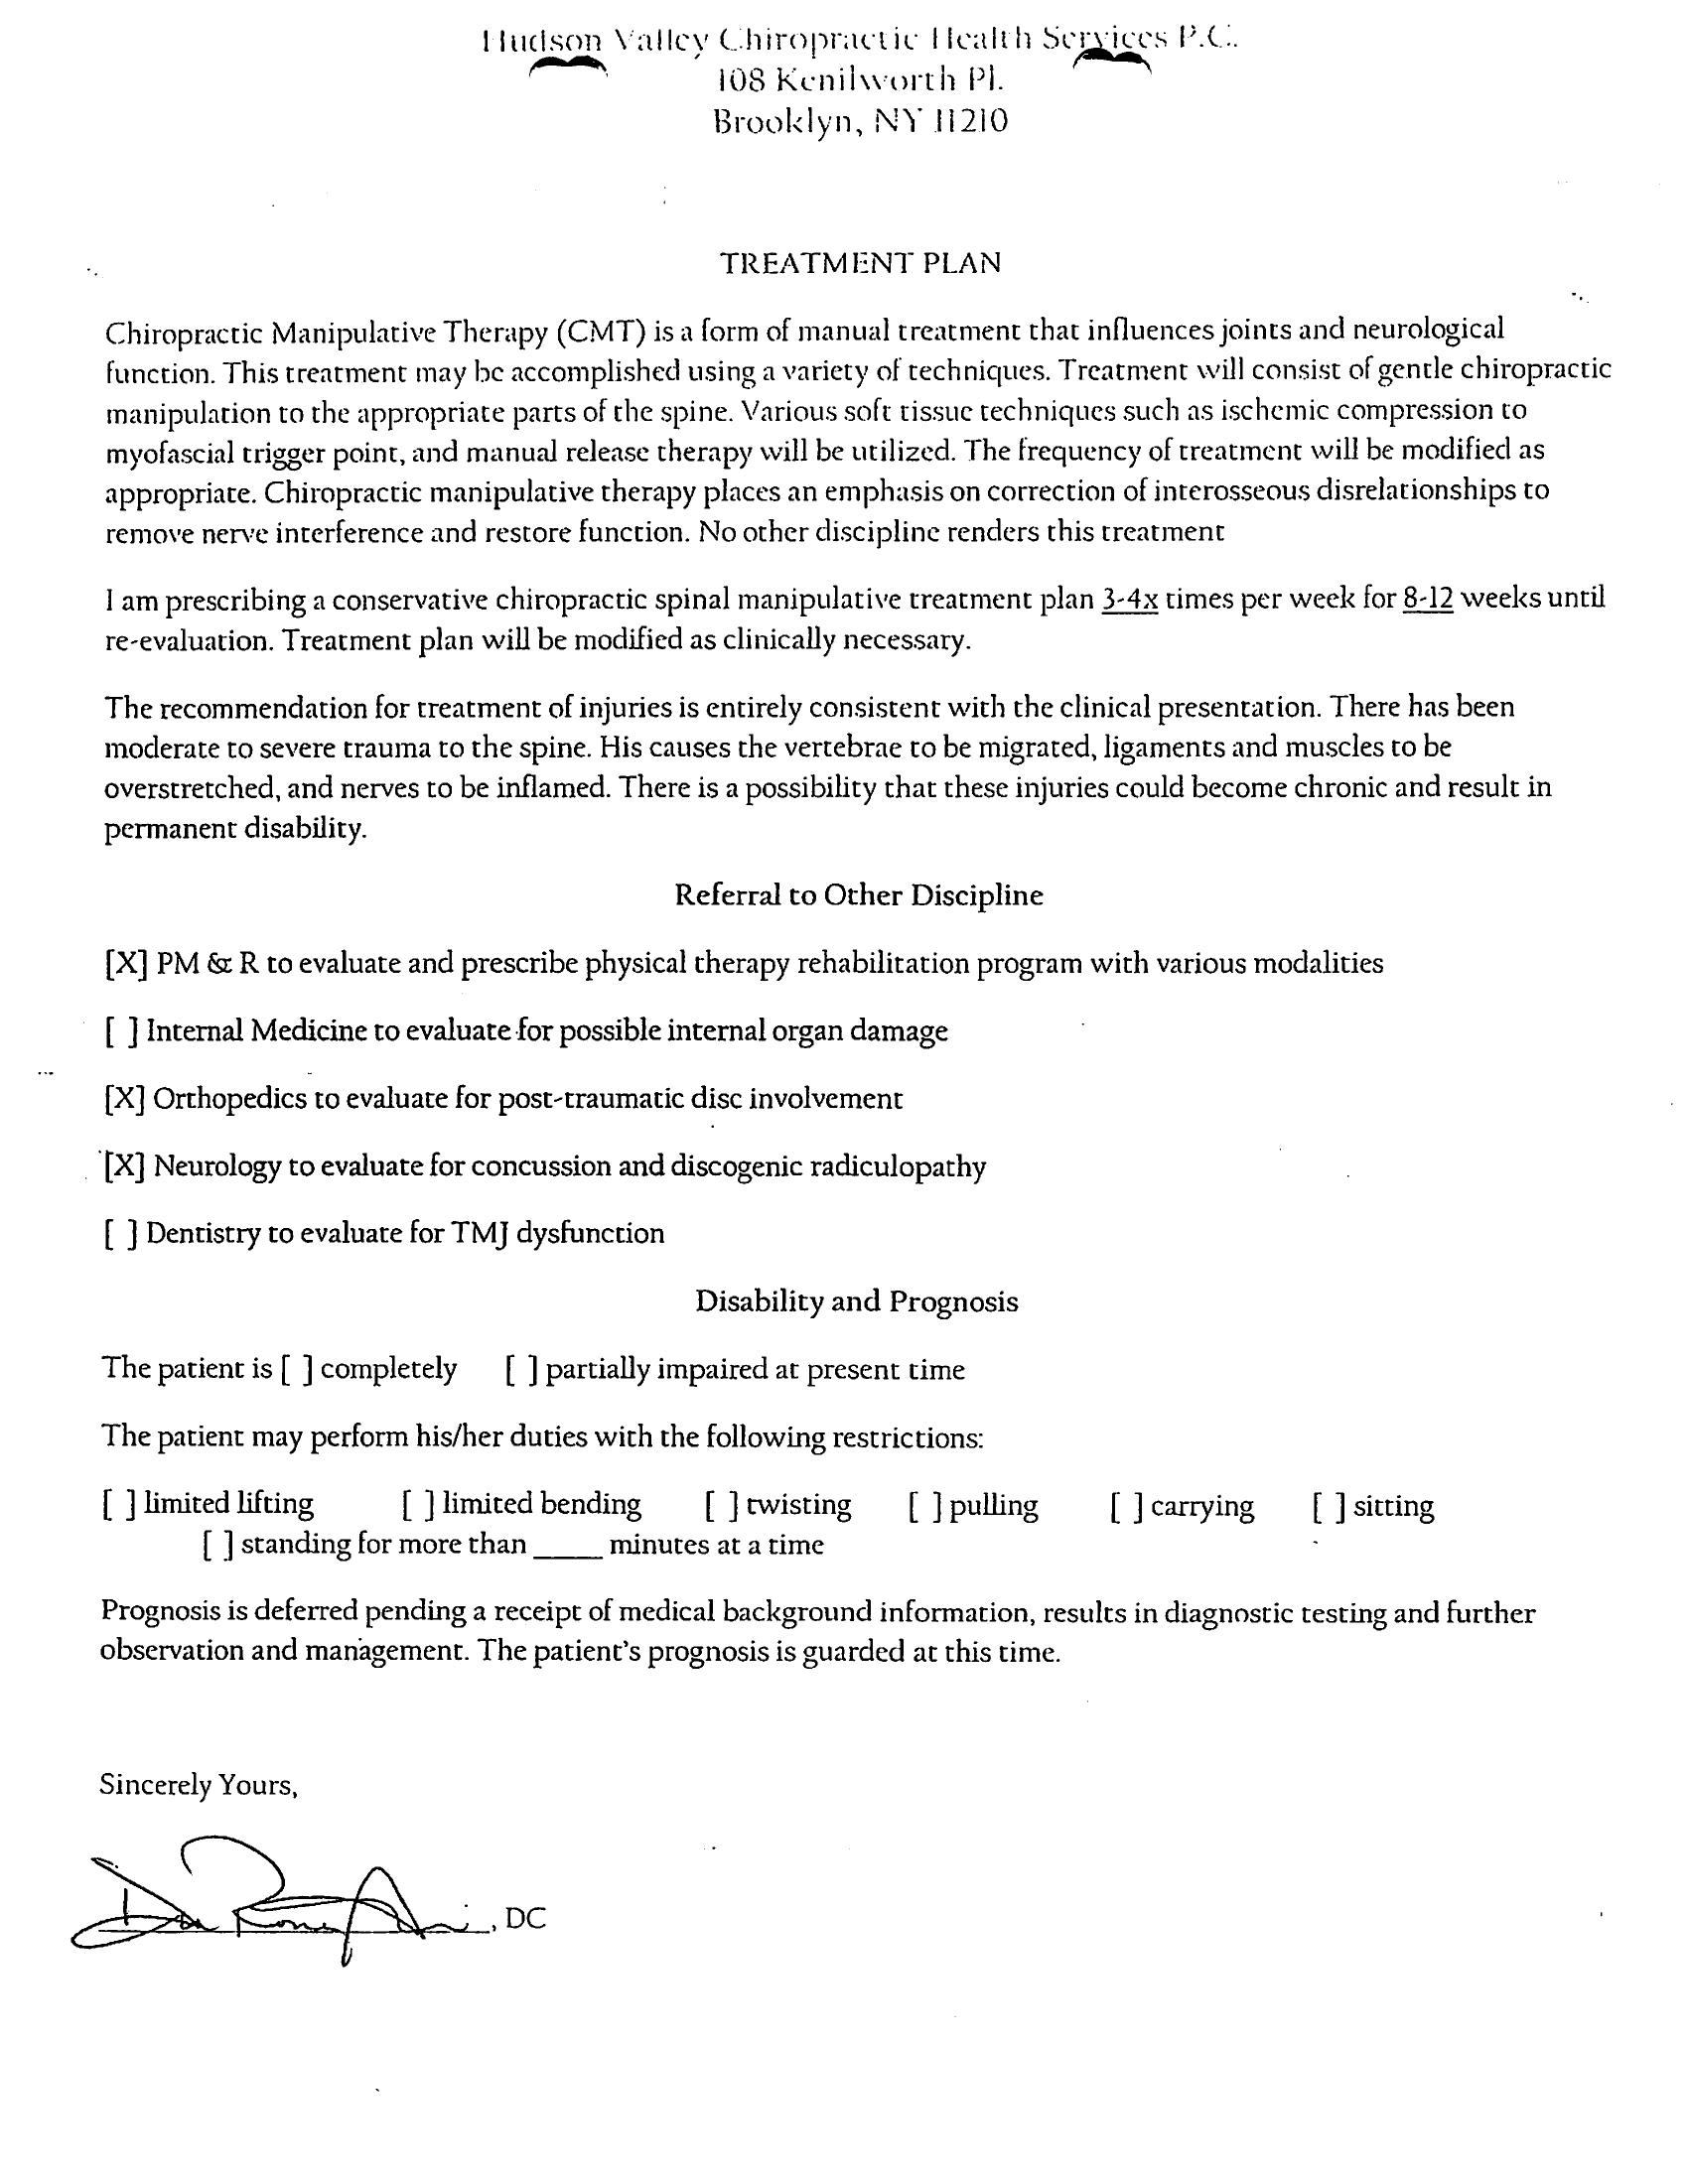 Hudson Valley Chiropractic Health Services P.C.
108 Kenilworth Pl.
Brooklyn, NY 11210
TREATMENT PLAN
Chiropractic Manipulative Therapy (CMT) is a form of manual treatment that influences joints and neurological
function. This treatment may be accomplished using a variety of techniques. Treatment will consist of gentle chiropractic
manipulation to the appropriate parts of the spine. Various soft tissue techniques such as ischemic compression to
myofascial trigger point, and manual release therapy will be utilized. The frequency of treatment will be modified as
appropriate. Chiropractic manipulative therapy places an emphasis on correction of interosseous disrelationships to
remove nerve interference and restore function. No other discipline renders this treatment
I am prescribing a conservative chiropractic spinal manipulative treatment plan 3-4x times per week for 8-12 weeks until
re-evaluation. Treatment plan will be modified as clinically necessary.
The recommendation for treatment of injuries is entirely consistent with the clinical presentation. There has been
moderate to severe trauma to the spine. His causes the vertebrae to be migrated, ligaments and muscles to be
overstretched, and nerves to be inflamed. There is a possibility that these injuries could become chronic and result in
permanent disability.
Referral to Other Discipline
[X] PM & R to evaluate and prescribe physical therapy rehabilitation program with various modalities
[ ] Internal Medicine to evaluate for possible internal organ damage
[X] Orthopedics to evaluate for post-traumatic disc involvement
[X] Neurology to evaluate for concussion and discogenic radiculopathy
[ ] Dentistry to evaluate for TMJ dysfunction
Disability and Prognosis
The patient is [ ] completely [ ] partially impaired at present time
The patient may perform his/her duties with the following restrictions:
[ ] limited lifting [ ] limited bending [ ] twisting [ ] pulling [ ] carrying [ ] sitting
[ ] standing for more than _____ minutes at a time
Prognosis is deferred pending a receipt of medical background information, results in diagnostic testing and further
observation and management. The patient's prognosis is guarded at this time.
Sincerely Yours,
, DC